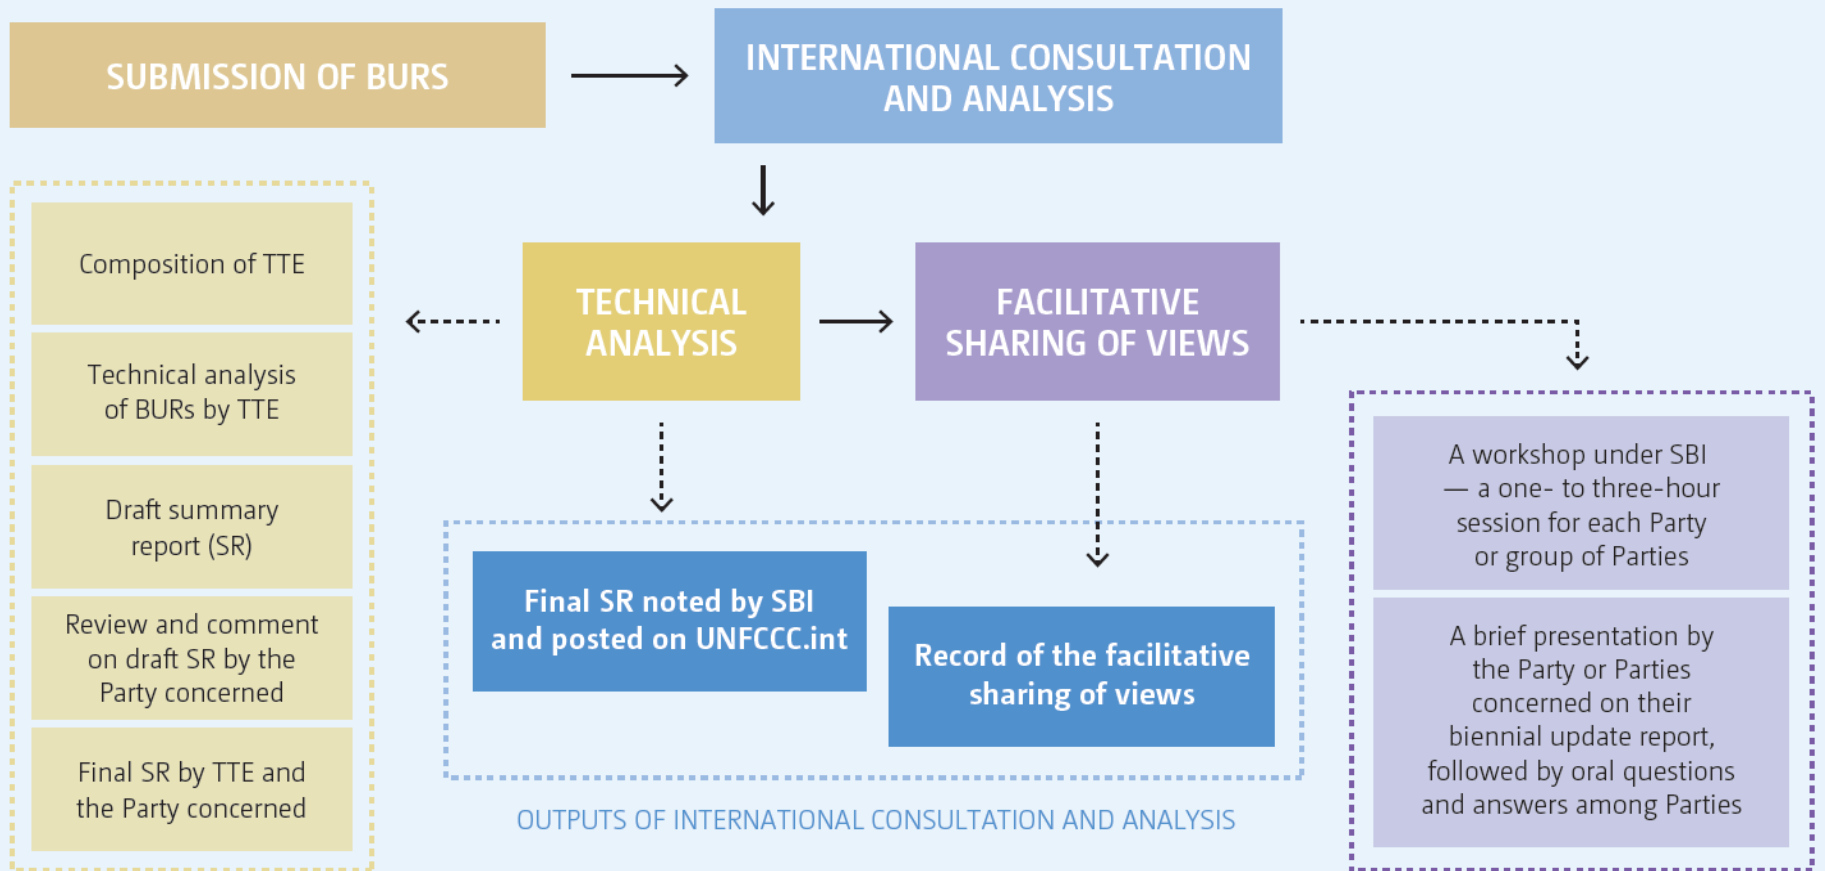 SUBMISSION OF BURS
INTERNATIONAL CONSULTATION
AND ANALYSIS
Composition of TTE
Technical analysis
of BURs by TTE
Draft summary
report (SR)
Review and comment
on draft SR by the
Party concerned
Final SR by TTE and
the Party concerned
TECHNICAL
ANALYSIS
FACILITATIVE
SHARING OF VIEWS
Final SR noted by SBI
and posted on UNFCCC.int
Record of the facilitative
sharing of views
OUTPUTS OF INTERNATIONAL CONSULTATION AND ANALYSIS
A workshop under SBI
— a one- to three-hour
session for each Party
or group of Parties
A brief presentation by
the Party or Parties
concerned on their
biennial update report,
followed by oral questions
and answers among Parties